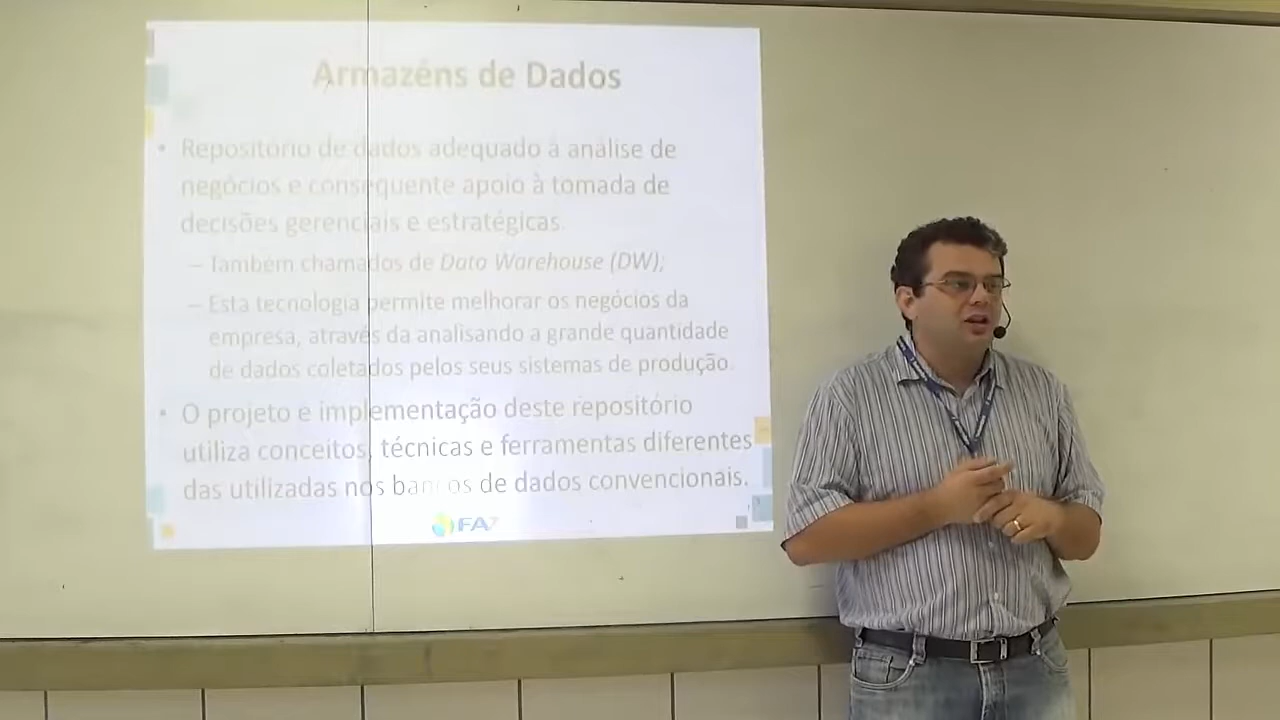 Armazéns de Dados
• Repositório de dados adequado à análise de
negócios e consequente apoio à tomada de
decisões gerenciais e estratégicas.
– Também chamados de Data Warehouse (DW);
– Esta tecnologia permite melhorar os negócios da
empresa, através da analisando a grande quantidade
de dados coletados pelos seus sistemas de produção.
• O projeto e implementação deste repositório
utiliza conceitos, técnicas e ferramentas diferentes
das utilizadas nos bancos de dados convencionais.
FA7